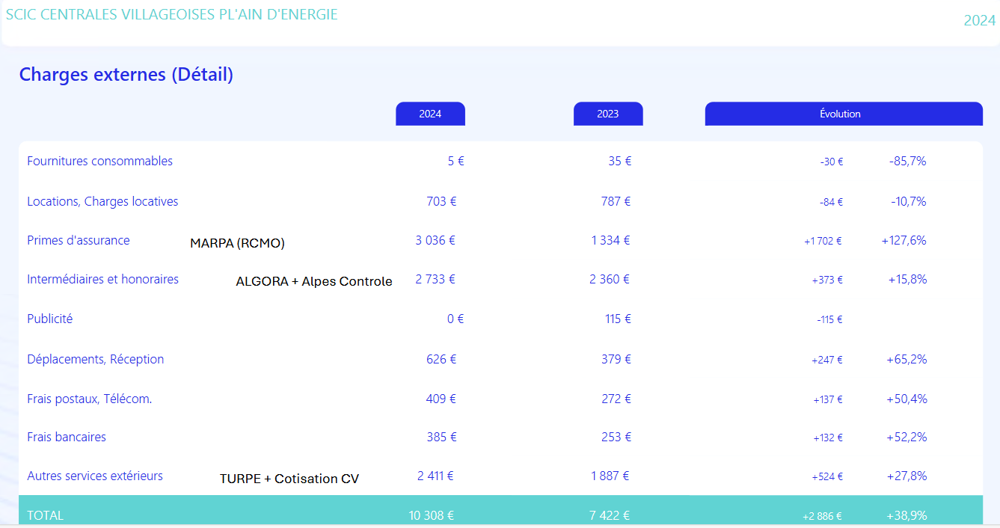 SCIC CENTRALES VILLAGEOISES PL'AIN D'ENERGIE
2024
Charges externes (Détail)
2024 2023 Évolution
Fournitures consommables 5 € 35 € -30 € -85,7%
Locations, Charges locatives 703 € 787 € -84 € -10,7%
Primes d'assurance MARPA (RCMO) 3 036 € 1 334 € +1 702 € +127,6%
Intermédiaires et honoraires ALGORA + Alpes Controle 2 733 € 2 360 € +373 € +15,8%
Publicité 0 € 115 € -115 €
Déplacements, Réception 626 € 379 € +247 € +65,2%
Frais postaux, Télécom. 409 € 272 € +137 € +50,4%
Frais bancaires 385 € 253 € +132 € +52,2%
Autres services extérieurs TURPE + Cotisation CV 2 411 € 1 887 € +524 € +27,8%
TOTAL 10 308 € 7 422 € +2 886 € +38,9%